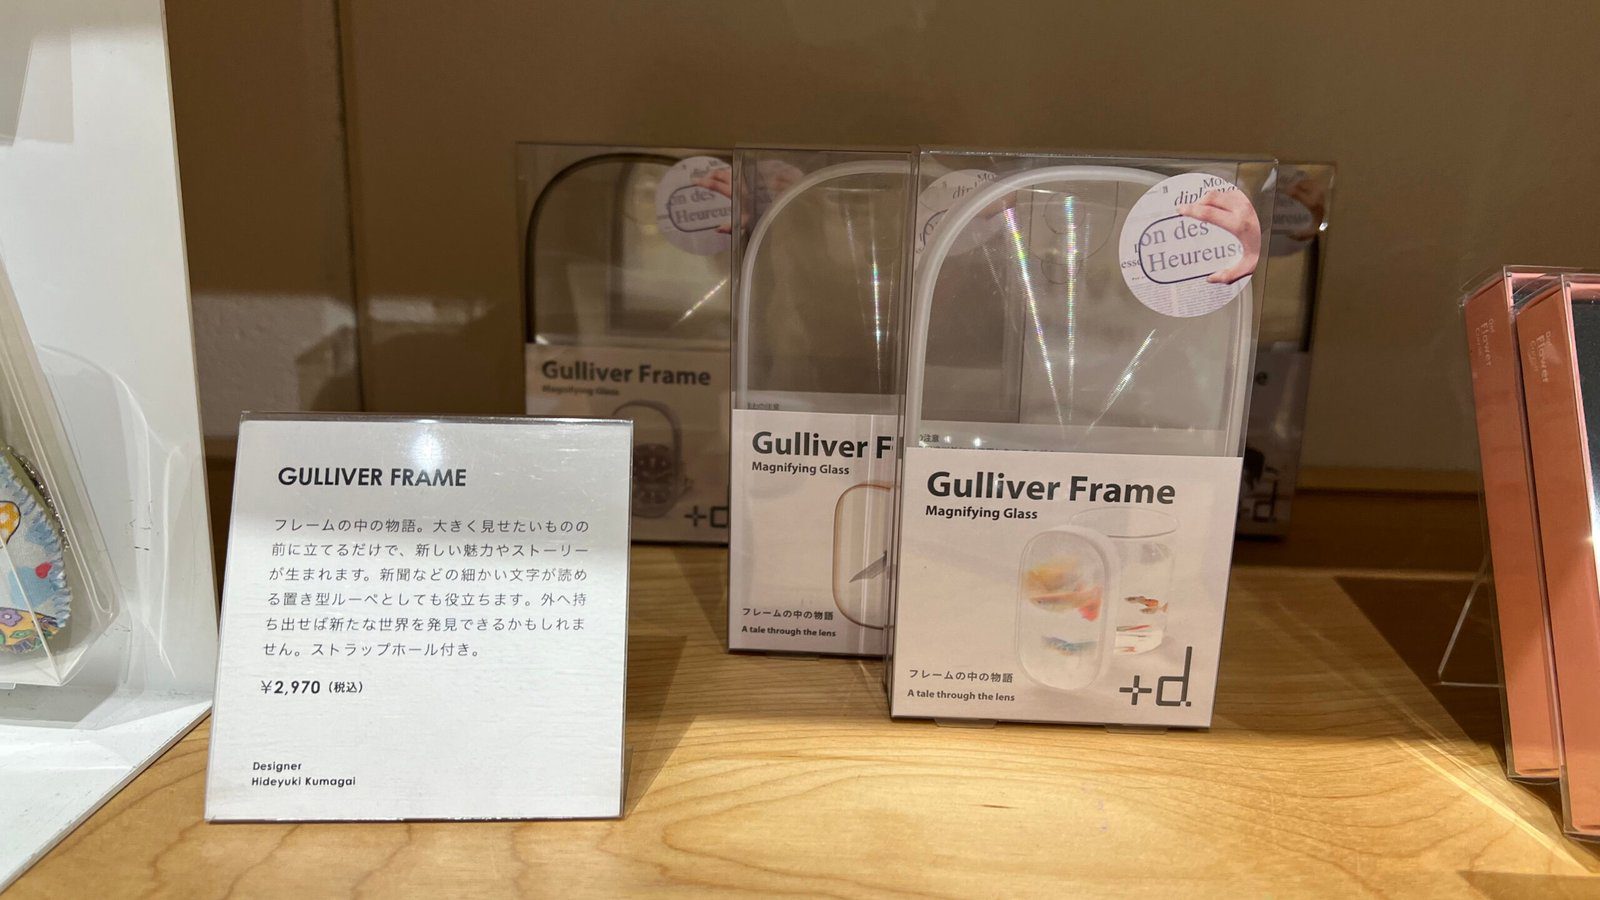 GULLIVER FRAME
フレームの中の物語。大きく見せたいものの
前に立てるだけで、新しい魅力やストーリー
が生まれます。新聞などの細かい文字が読め
る置き型ルーペとしても役立ちます。外へ持
ち出せば新たな世界を発見できるかもしれま
せん。ストラップホール付き。
¥2,970(税込)
Designer
Hideyuki Kumagai
on des
Heureus
Gulliver Frame
Magnifying Glass
+d
Gulliver F
Magnifying Glass
フレームの中の物語
A tale through the lens
diploma
on des
Heureus
Gulliver Frame
Magnifying Glass
フレームの中の物語
A tale through the lens
+d.
Flower
Flower